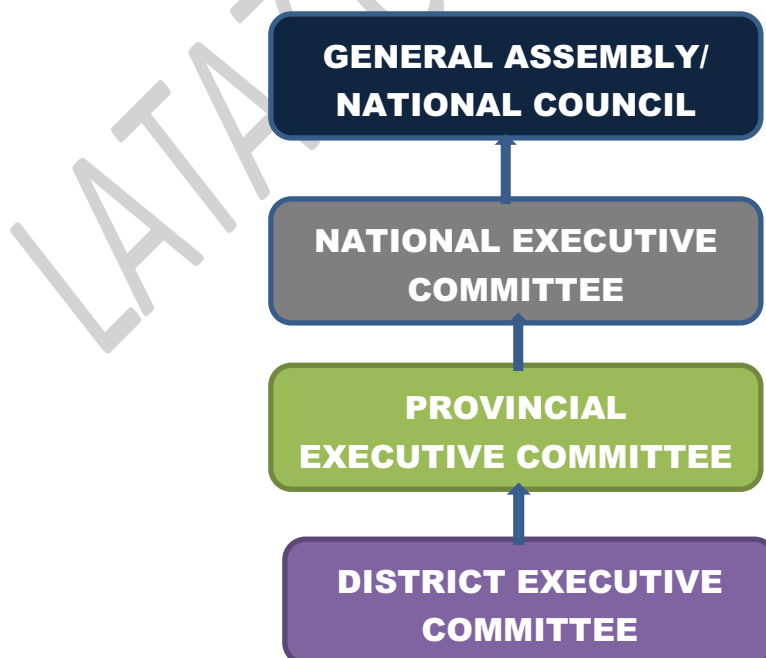 GENERAL ASSEMBLY/
NATIONAL COUNCIL
NATIONAL EXECUTIVE
COMMITTEE
PROVINCIAL
EXECUTIVE COMMITTEE
DISTRICT EXECUTIVE
COMMITTEE